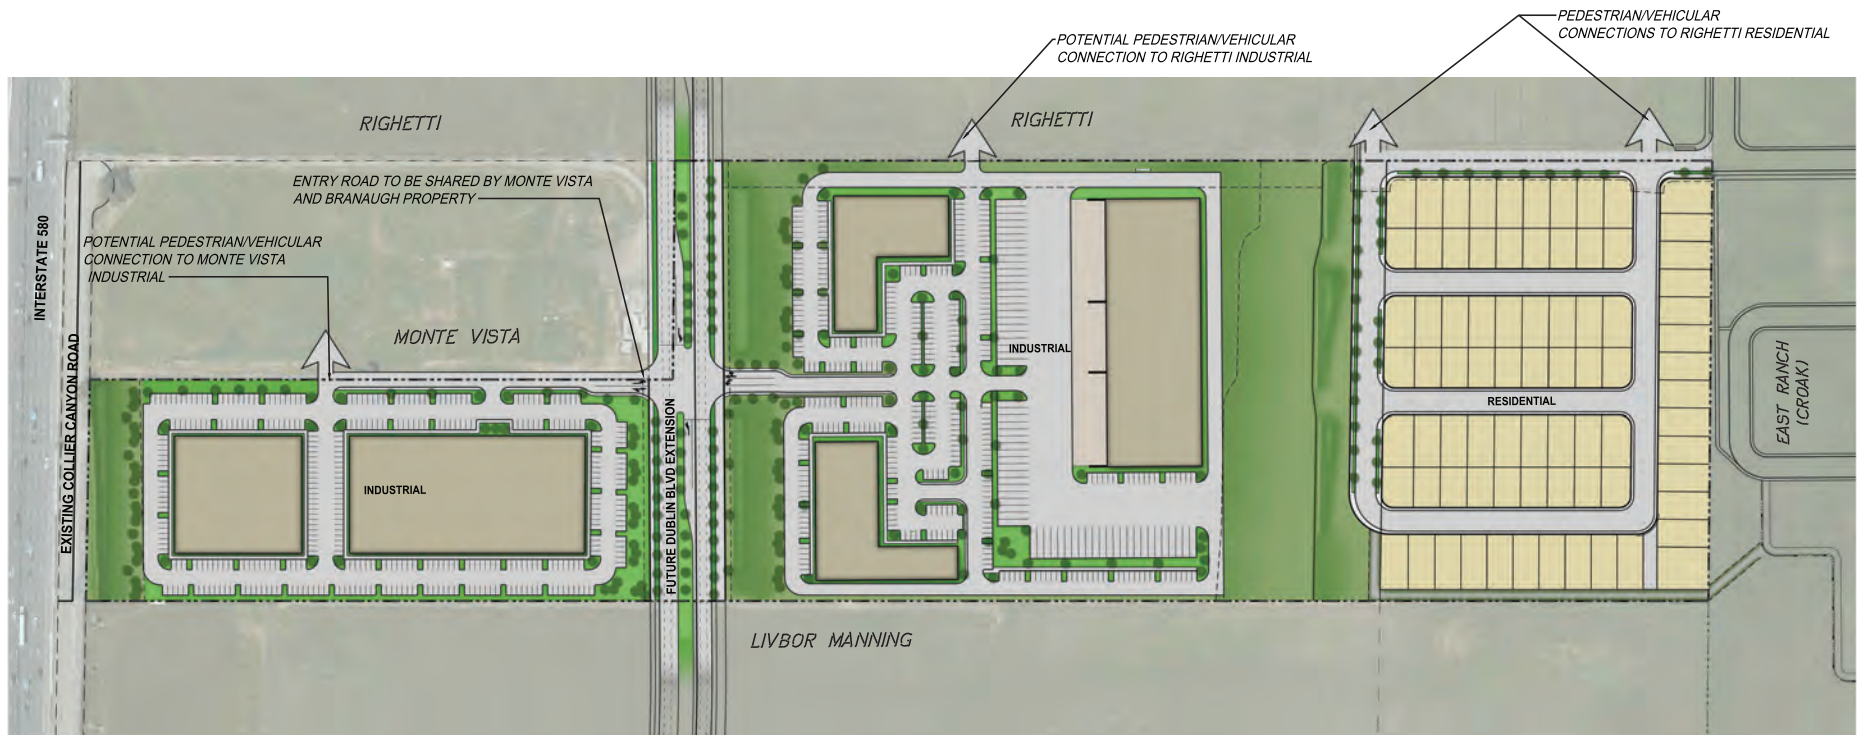 PEDESTRIAN/VEHICULAR
CONNECTIONS TO RIGHETTI RESIDENTIAL
POTENTIAL PEDESTRIAN/VEHICULAR
CONNECTION TO RIGHETTI INDUSTRIAL
RIGHETTI
RIGHETTI
ENTRY ROAD TO BE SHARED BY MONTE VISTA
AND BRANAUGH PROPERTY
POTENTIAL PEDESTRIAN/VEHICULAR
CONNECTION TO MONTE VISTA
INDUSTRIAL
INTERSTATE 580
EXISTING COLLIER CANYON ROAD
MONTE VISTA
INDUSTRIAL
INDUSTRIAL
FUTURE DUBLIN BLVD EXTENSION
RESIDENTIAL
EAST RANCH
(CROAK)
LIVBOR MANNING